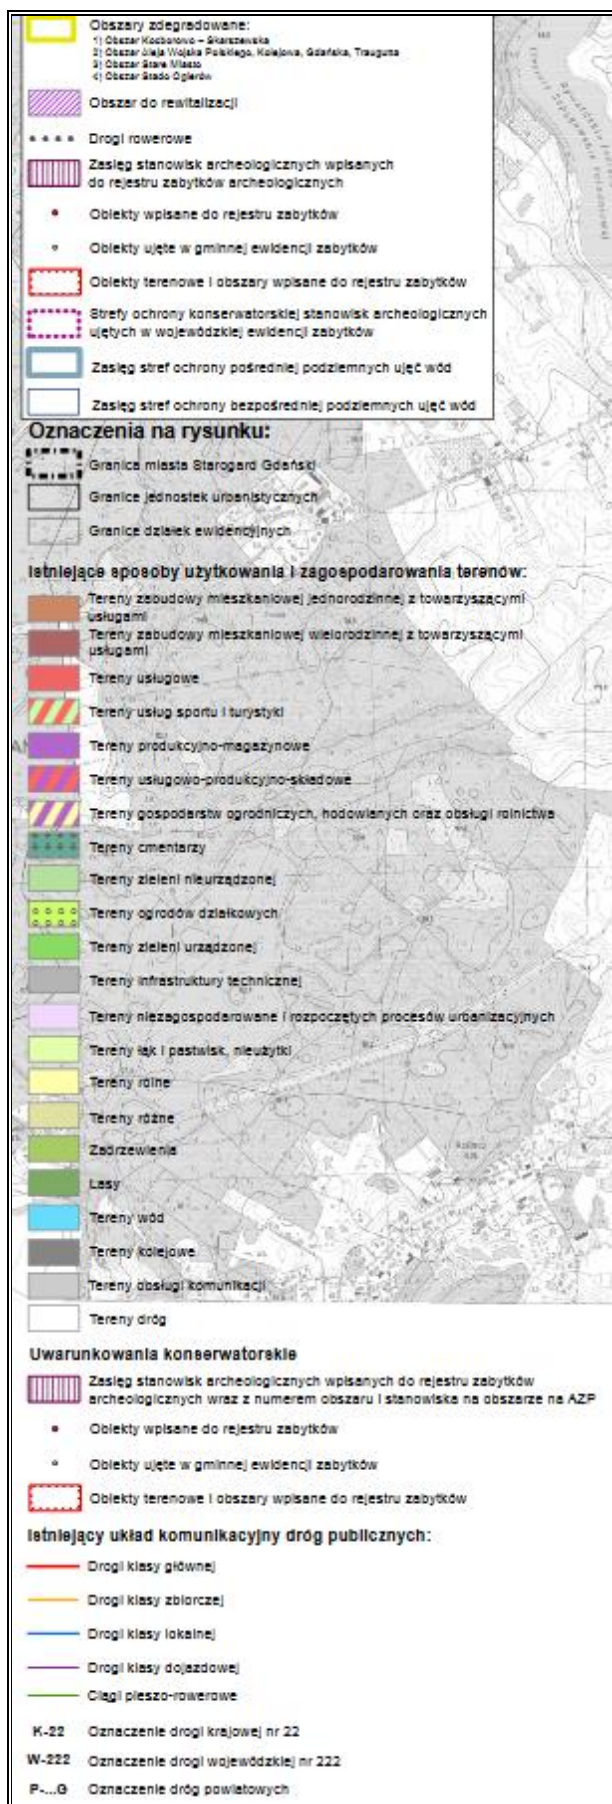 Obszary zdegradowane:
1) Obszar Kocborowo – Skarszewska
2) Obszar Aleja Wojska Polskiego, Kolejowa, Gdańska, Traugutta
3) Obszar Stare Miasto
4) Obszar Stado Ogierów
Obszar do rewitalizacji
Drogi rowerowe
Zasięg stanowisk archeologicznych wpisanych
do rejestru zabytków archeologicznych
Obiekty wpisane do rejestru zabytków
Obiekty ujęte w gminnej ewidencji zabytków
Obiekty terenowe i obszary wpisane do rejestru zabytków
Strefy ochrony konserwatorskiej stanowisk archeologicznych
ujętych w wojewódzkiej ewidencji zabytków
Zasięg stref ochrony pośredniej podziemnych ujęć wód
Zasięg stref ochrony bezpośredniej podziemnych ujęć wód
Oznaczenia na rysunku:
Granica miasta Starogard Gdański
Granice jednostek urbanistycznych
Granice działek ewidencyjnych
Istniejące sposoby użytkowania i zagospodarowania terenów:
Tereny zabudowy mieszkaniowej jednorodzinnej z towarzyszącymi
usługami
Tereny zabudowy mieszkaniowej wielorodzinnej z towarzyszącymi
usługami
Tereny usługowe
Tereny usług sportu i turystyki
Tereny produkcyjno-magazynowe
Tereny usługowo-produkcyjno-składowe
Tereny gospodarstw ogrodniczych, hodowlanych oraz obsługi rolnictwa
Tereny cmentarzy
Tereny zieleni nieurządzonej
Tereny ogrodów działkowych
Tereny zieleni urządzonej
Tereny infrastruktury technicznej
Tereny niezagospodarowane i rozpoczętych procesów urbanizacyjnych
Tereny łąk i pastwisk, nieużytki
Tereny rolne
Tereny różne
Zadrzewienia
Lasy
Tereny wód
Tereny kolejowe
Tereny obsługi komunikacji
Tereny dróg
Uwarunkowania konserwatorskie
Zasięg stanowisk archeologicznych wpisanych do rejestru zabytków
archeologicznych wraz z numerem obszaru i stanowiska na obszarze na AZP
Obiekty wpisane do rejestru zabytków
Obiekty ujęte w gminnej ewidencji zabytków
Obiekty terenowe i obszary wpisane do rejestru zabytków
Istniejący układ komunikacyjny dróg publicznych:
Drogi klasy głównej
Drogi klasy zbiorczej
Drogi klasy lokalnej
Drogi klasy dojazdowej
Ciągi pieszo-rowerowe
K-22 Oznaczenie drogi krajowej nr 22
W-222 Oznaczenie drogi wojewódzkiej nr 222
P-...G Oznaczenie dróg powiatowych